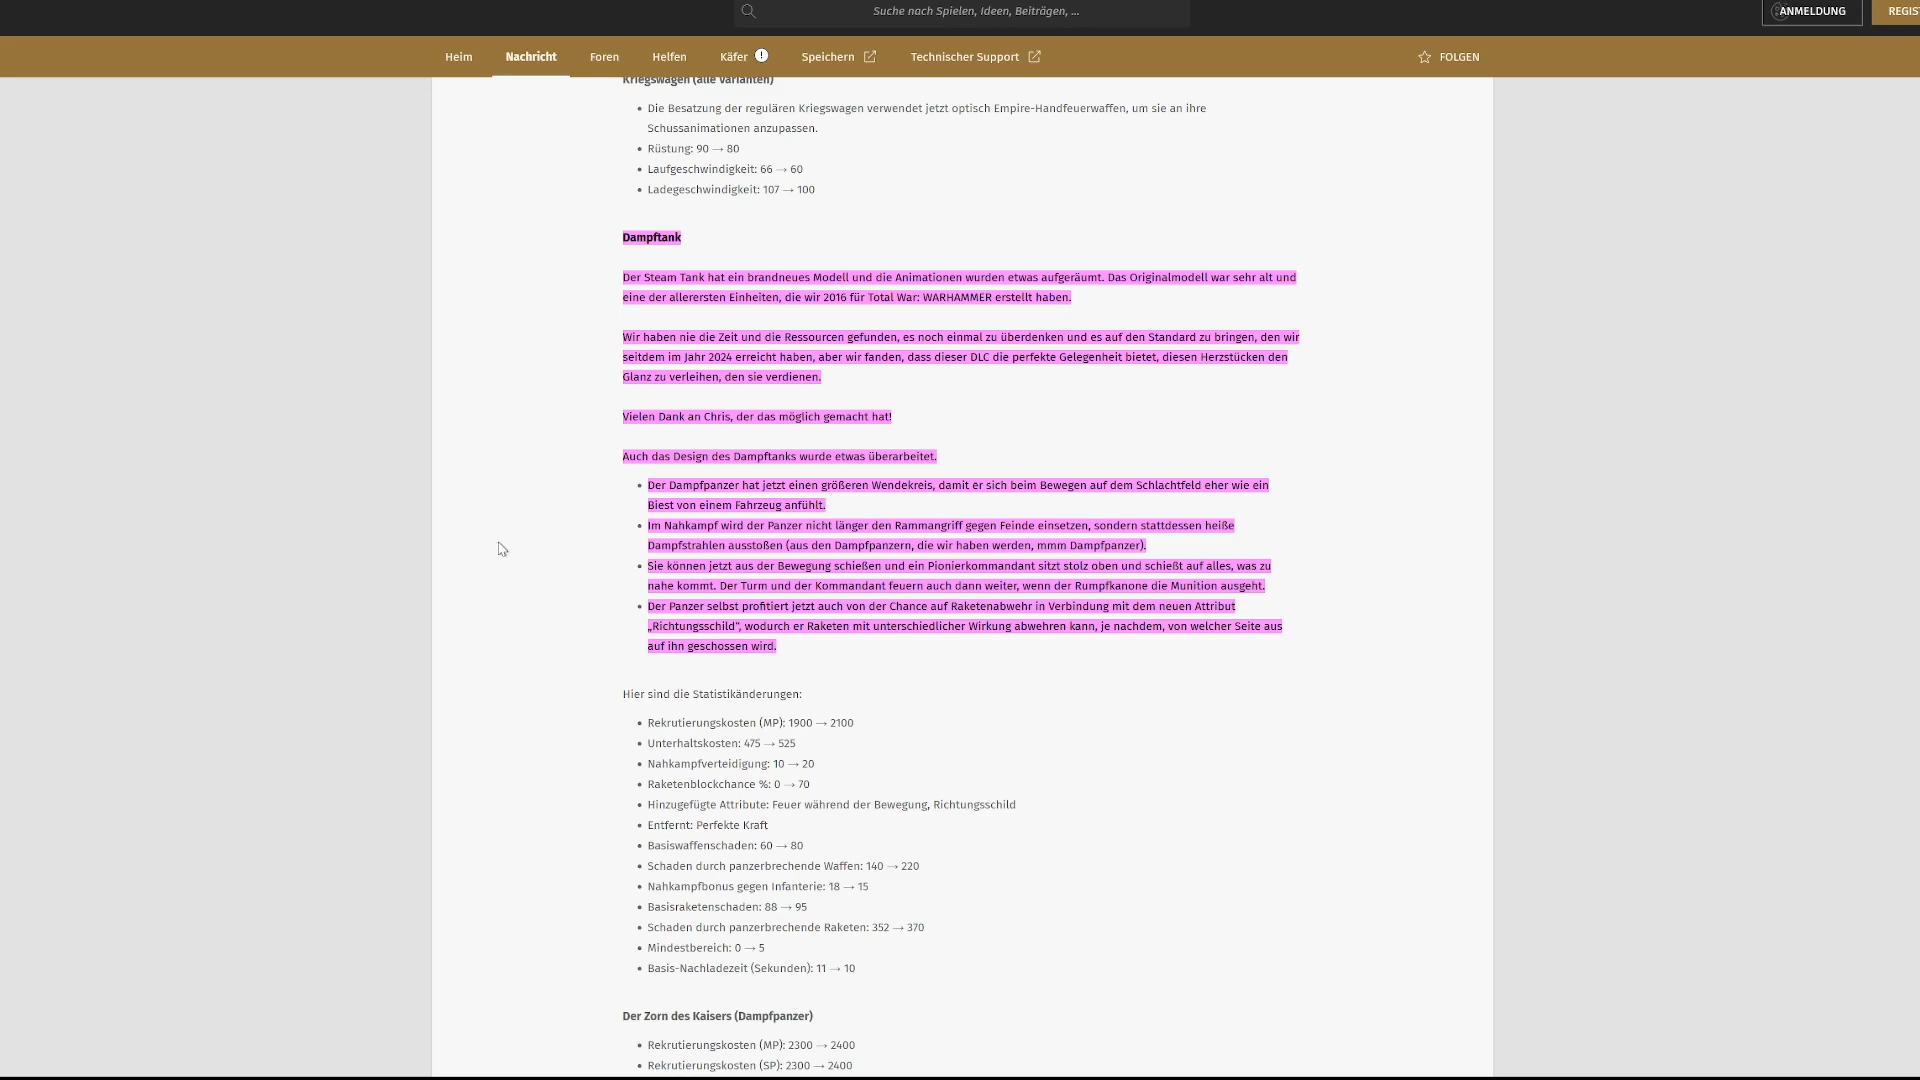 Suche nach Spielen, Ideen, Beiträgen, ...
ANMELDUNG
REGIS
Heim
Nachricht
Foren
Helfen
Käfer !
Speichern
Technischer Support
FOLGEN
Kriegswagen (alle Varianten)
• Die Besatzung der regulären Kriegswagen verwendet jetzt optisch Empire-Handfeuerwaffen, um sie an ihre
Schussanimationen anzupassen.
• Rüstung: 90 → 80
• Laufgeschwindigkeit: 66 → 60
• Ladegeschwindigkeit: 107 → 100
Dampftank
Der Steam Tank hat ein brandneues Modell und die Animationen wurden etwas aufgeräumt. Das Originalmodell war sehr alt und
eine der allerersten Einheiten, die wir 2016 für Total War: WARHAMMER erstellt haben.
Wir haben nie die Zeit und die Ressourcen gefunden, es noch einmal zu überdenken und es auf den Standard zu bringen, den wir
seitdem im Jahr 2024 erreicht haben, aber wir fanden, dass dieser DLC die perfekte Gelegenheit bietet, diesen Herzstücken den
Glanz zu verleihen, den sie verdienen.
Vielen Dank an Chris, der das möglich gemacht hat!
Auch das Design des Dampftanks wurde etwas überarbeitet.
• Der Dampfpanzer hat jetzt einen größeren Wendekreis, damit er sich beim Bewegen auf dem Schlachtfeld eher wie ein
Biest von einem Fahrzeug anfühlt.
• Im Nahkampf wird der Panzer nicht länger den Rammangriff gegen Feinde einsetzen, sondern stattdessen heiße
Dampfstrahlen ausstoßen (aus den Dampfpanzern, die wir haben werden, mmm Dampfpanzer).
• Sie können jetzt aus der Bewegung schießen und ein Pionierkommandant sitzt stolz oben und schießt auf alles, was zu
nahe kommt. Der Turm und der Kommandant feuern auch dann weiter, wenn der Rumpfkanone die Munition ausgeht.
• Der Panzer selbst profitiert jetzt auch von der Chance auf Raketenabwehr in Verbindung mit dem neuen Attribut
„Richtungsschild“, wodurch er Raketen mit unterschiedlicher Wirkung abwehren kann, je nachdem, von welcher Seite aus
auf ihn geschossen wird.
Hier sind die Statistikänderungen:
• Rekrutierungskosten (MP): 1900 → 2100
• Unterhaltskosten: 475 → 525
• Nahkampfverteidigung: 10 → 20
• Raketenblockchance %: 0 → 70
• Hinzugefügte Attribute: Feuer während der Bewegung, Richtungsschild
• Entfernt: Perfekte Kraft
• Basiswaffenschaden: 60 → 80
• Schaden durch panzerbrechende Waffen: 140 → 220
• Nahkampfbonus gegen Infanterie: 18 → 15
• Basisraketenschaden: 88 → 95
• Schaden durch panzerbrechende Raketen: 352 → 370
• Mindestbereich: 0 → 5
• Basis-Nachladezeit (Sekunden): 11 → 10
Der Zorn des Kaisers (Dampfpanzer)
• Rekrutierungskosten (MP): 2300 → 2400
• Rekrutierungskosten (SP): 2300 → 2400